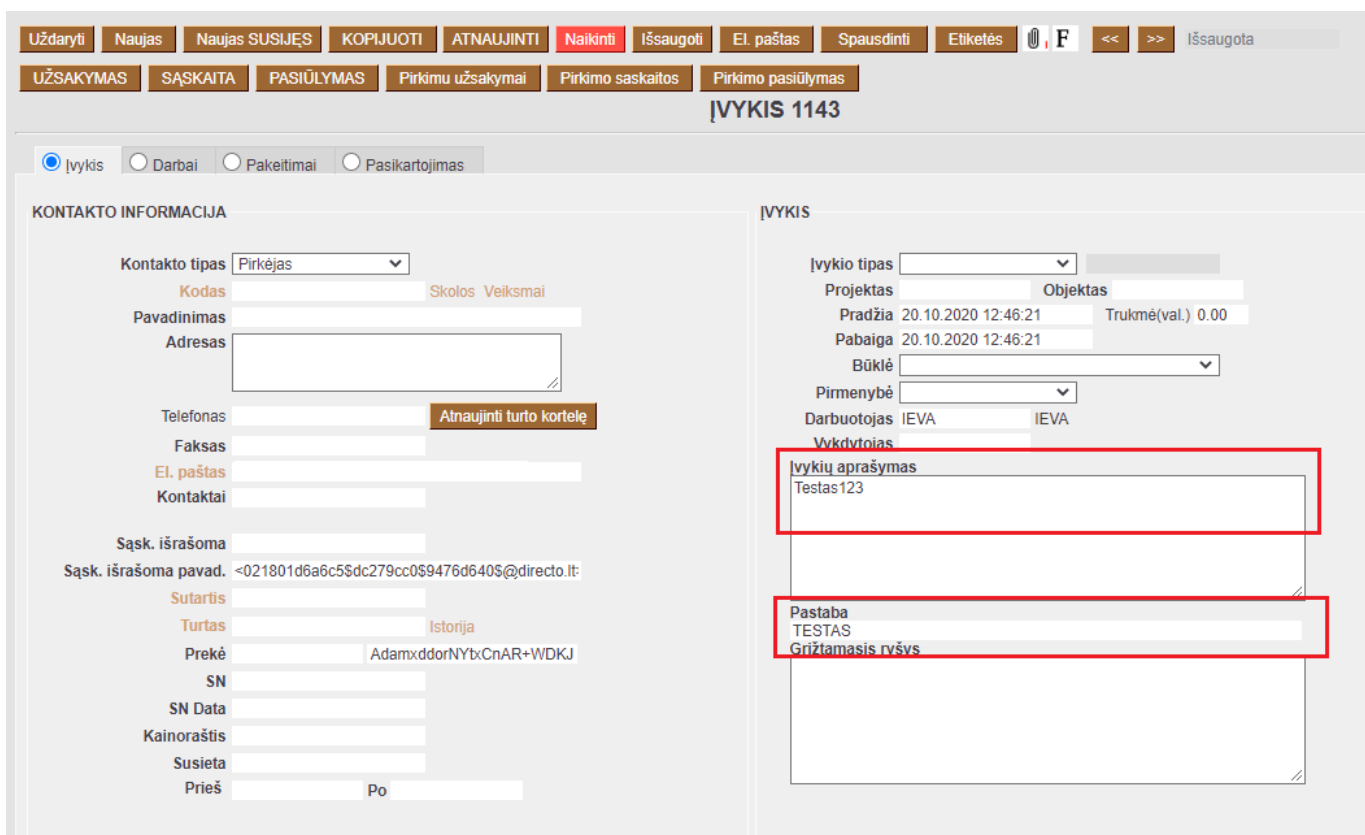 Uždaryti Naujas Naujas SUSIJĘS KOPIJUOTI ATNAUJINTI Naikinti Išsaugoti El. paštas Spausdinti Etiketės F << >> Išsaugota
UŽSAKYMAS SĄSKAITA PASIŪLYMAS Pirkimu užsakymai Pirkimo saskaitos Pirkimo pasiūlymas
ĮVYKIS 1143
Įvykis Darbai Pakeitimai Pasikartojimas
KONTAKTO INFORMACIJA
Kontakto tipas Pirkėjas
Kodas Skolos Veiksmai
Pavadinimas
Adresas
Telefonas Atnaujinti turto kortelę
Faksas
El. paštas
Kontaktai
Sąsk. išrašoma
Sąsk. išrašoma pavad. <021801d6a6c5$dc279cc0$9476d640$@directo.lt>
Sutartis
Turtas Istorija
Prekė AdamxddorNYtxCnAR+WDKJ
SN
SN Data
Kainoraštis
Susieta
Prieš Po
ĮVYKIS
Įvykio tipas
Projektas Objektas
Pradžia 20.10.2020 12:46:21 Trukmė(val.) 0.00
Pabaiga 20.10.2020 12:46:21
Būklė
Pirmenybė
Darbuotojas IEVA IEVA
Vykdytojas
Įvykių aprašymas
Testas123
Pastaba
TESTAS
Grįžtamasis ryšys